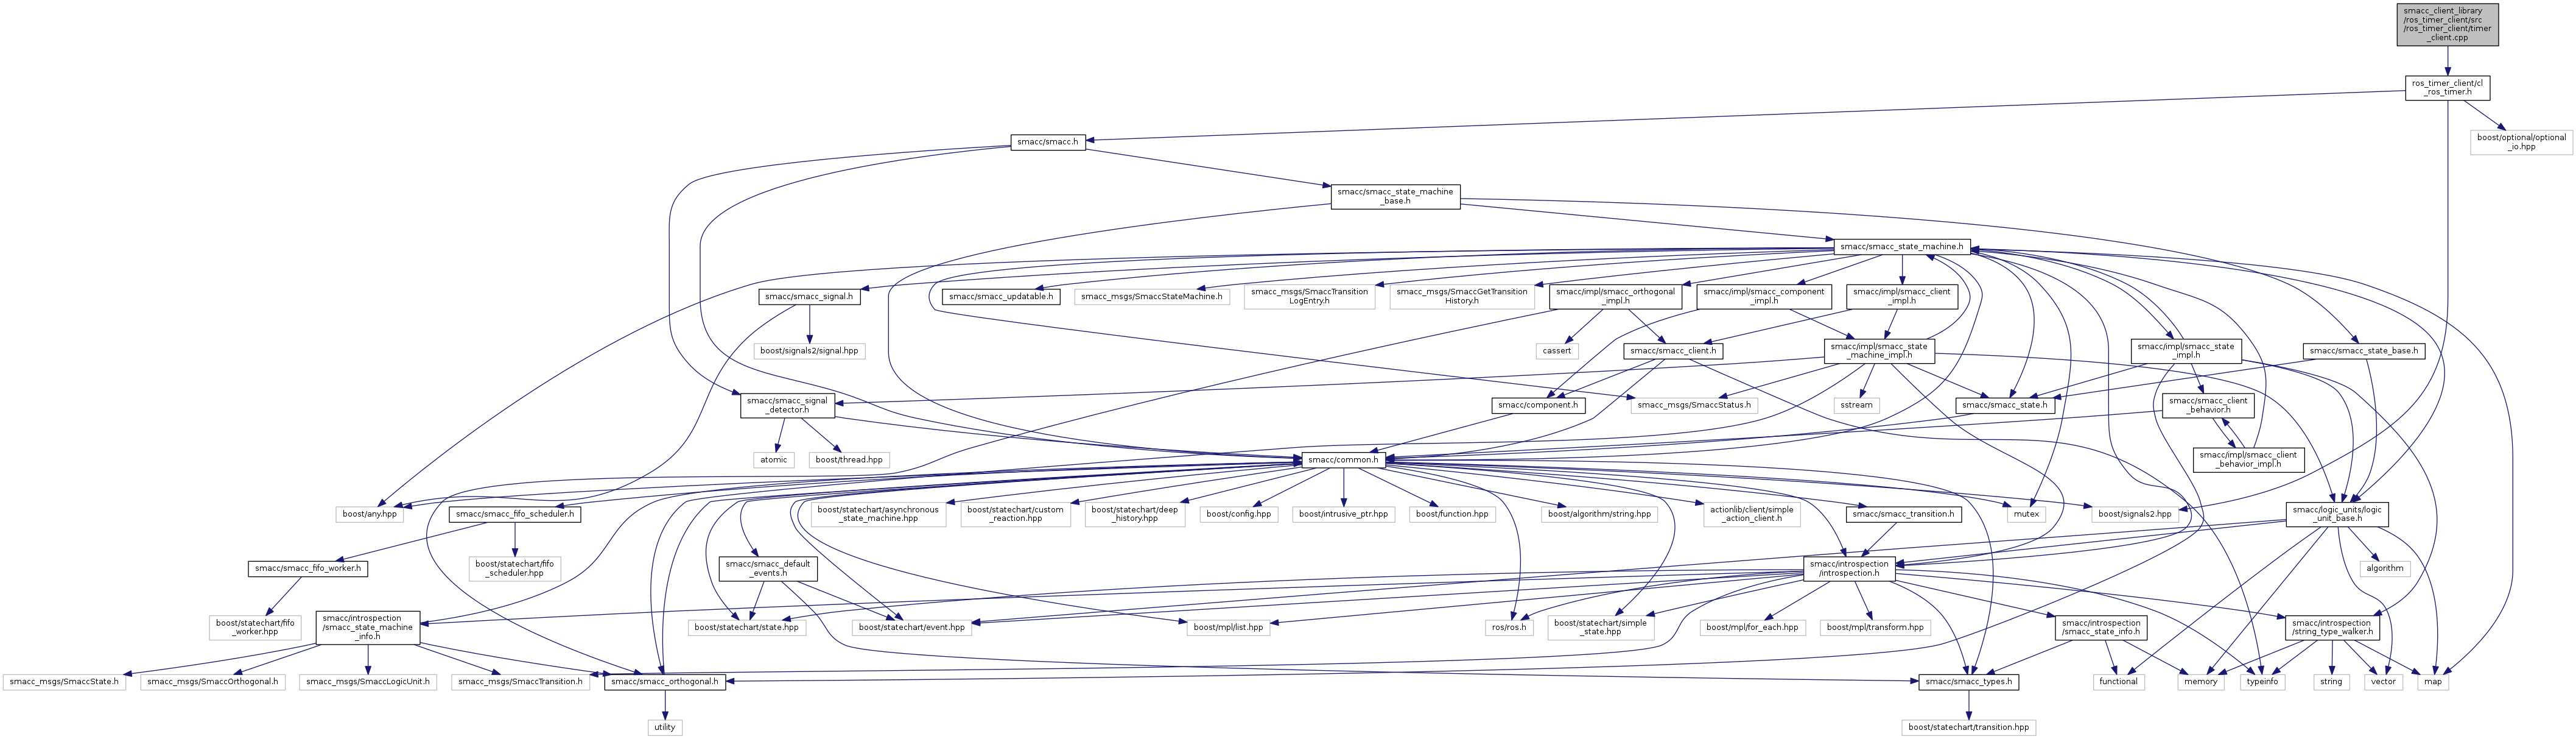 smacc_client_library
/ros_timer_client/src
/ros_timer_client/timer
_client.cpp
ros_timer_client/cl
_ros_timer.h
smacc/smacc.h
boost/optional/optional
_io.hpp
smacc/smacc_state_machine
_base.h
smacc/smacc_state_machine.h
smacc/smacc_signal.h
smacc/smacc_updatable.h
smacc_msgs/SmaccStateMachine.h
smacc_msgs/SmaccTransition
LogEntry.h
smacc_msgs/SmaccGetTransition
History.h
smacc/impl/smacc_orthogonal
_impl.h
smacc/impl/smacc_component
_impl.h
smacc/impl/smacc_client
_impl.h
boost/signals2/signal.hpp
cassert
smacc/smacc_client.h
smacc/impl/smacc_state
_machine_impl.h
smacc/impl/smacc_state
_impl.h
smacc/smacc_state_base.h
smacc/smacc_signal
_detector.h
smacc_msgs/SmaccStatus.h
smacc/component.h
sstream
smacc/smacc_state.h
smacc/smacc_client
_behavior.h
atomic
boost/thread.hpp
smacc/common.h
smacc/impl/smacc_client
_behavior_impl.h
boost/any.hpp
smacc/smacc_fifo_scheduler.h
boost/statechart/asynchronous
_state_machine.hpp
boost/statechart/custom
_reaction.hpp
boost/statechart/deep
_history.hpp
boost/config.hpp
boost/intrusive_ptr.hpp
boost/function.hpp
boost/algorithm/string.hpp
actionlib/client/simple
_action_client.h
smacc/smacc_transition.h
mutex
boost/signals2.hpp
smacc/logic_units/logic
_unit_base.h
smacc/smacc_fifo_worker.h
boost/statechart/fifo
_scheduler.hpp
smacc/smacc_default
_events.h
smacc/introspection
/introspection.h
algorithm
boost/statechart/fifo
_worker.hpp
smacc/introspection
/smacc_state_machine
_info.h
boost/statechart/state.hpp
boost/statechart/event.hpp
boost/mpl/list.hpp
ros/ros.h
boost/statechart/simple
_state.hpp
boost/mpl/for_each.hpp
boost/mpl/transform.hpp
smacc/introspection
/smacc_state_info.h
smacc/introspection
/string_type_walker.h
smacc_msgs/SmaccState.h
smacc_msgs/SmaccOrthogonal.h
smacc_msgs/SmaccLogicUnit.h
smacc_msgs/SmaccTransition.h
smacc/smacc_orthogonal.h
smacc/smacc_types.h
functional
memory
typeinfo
string
vector
map
utility
boost/statechart/transition.hpp